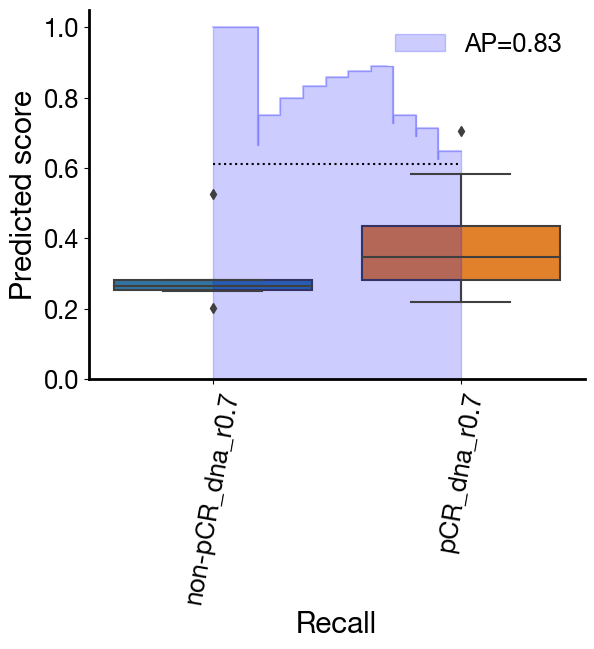 1.0
0.8
0.6
0.4
0.2
0.0
Predicted score
AP=0.83
non-pCR_dna_r0.7
pCR_dna_r0.7
Recall